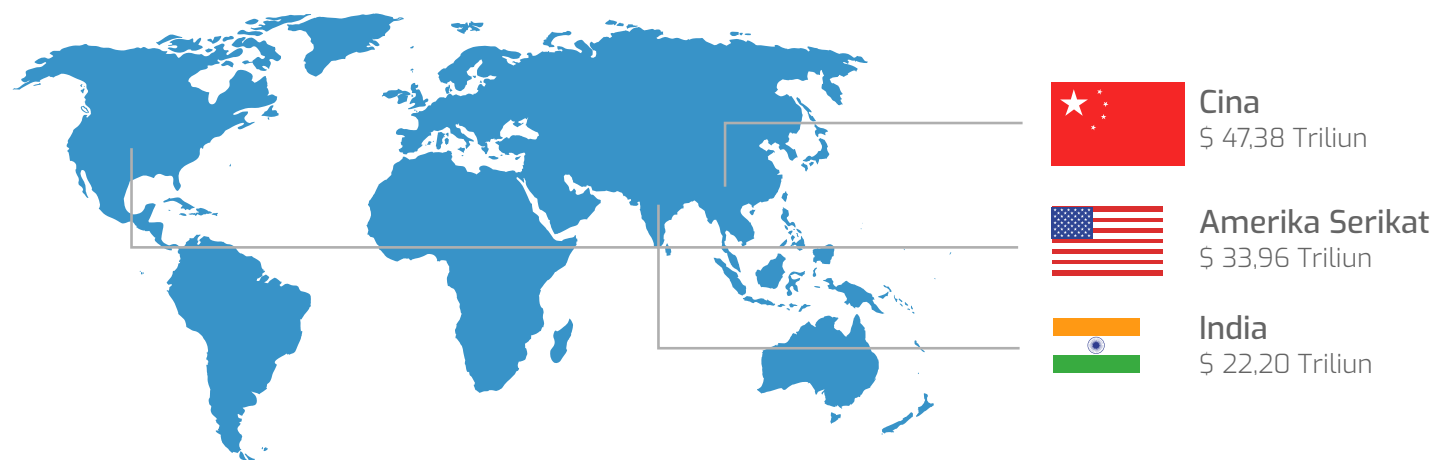 Cina
$ 47,38 Triliun
Amerika Serikat
$ 33,96 Triliun
India
$ 22,20 Triliun